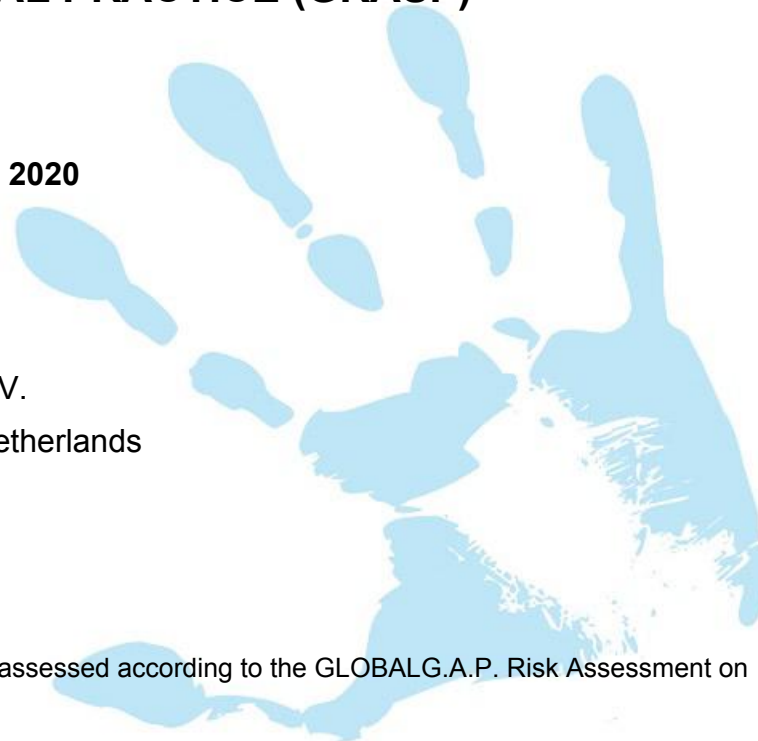 2020
V.
etherlands
assessed according to the GLOBALG.A.P. Risk Assessment on